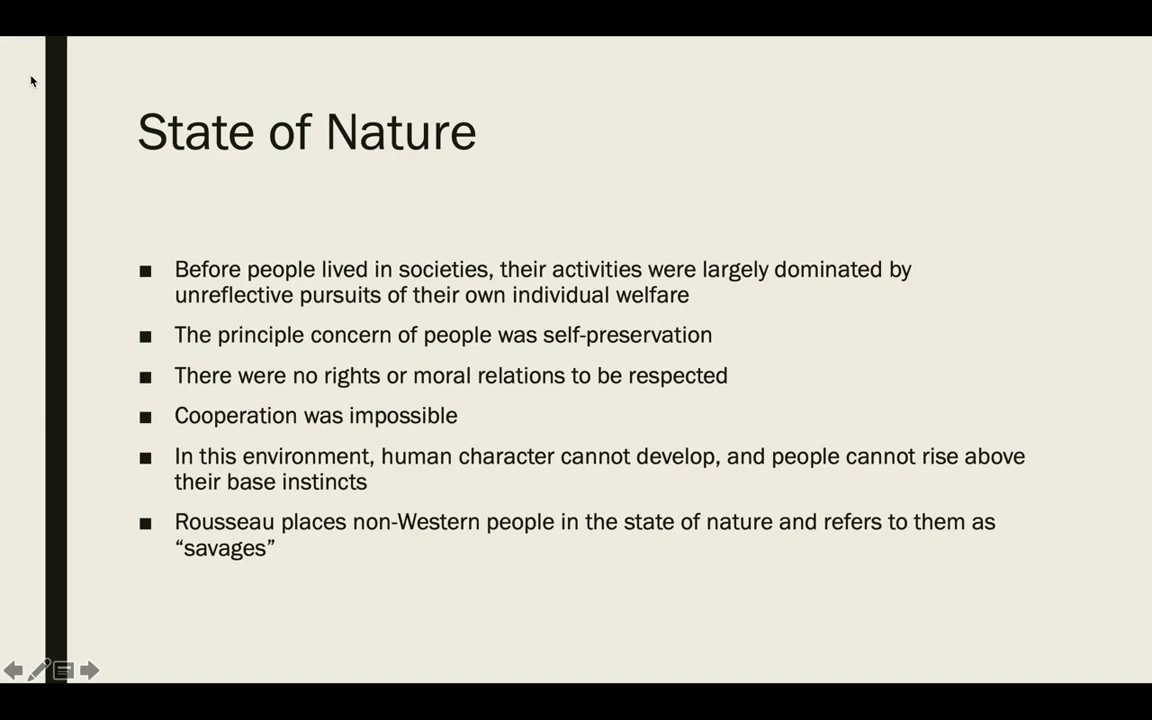 State of Nature
■ Before people lived in societies, their activities were largely dominated by
unreflective pursuits of their own individual welfare
■ The principle concern of people was self-preservation
■ There were no rights or moral relations to be respected
■ Cooperation was impossible
■ In this environment, human character cannot develop, and people cannot rise above
their base instincts
■ Rousseau places non-Western people in the state of nature and refers to them as
“savages”